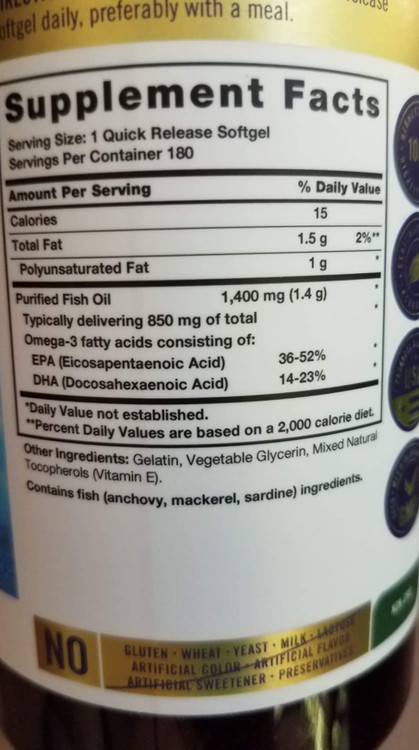 softgel daily, preferably with a meal.
Supplement Facts
Serving Size: 1 Quick Release Softgel
Servings Per Container 180
Amount Per Serving % Daily Value
Calories 15
Total Fat 1.5 g 2%**
Polyunsaturated Fat 1 g *
Purified Fish Oil 1,400 mg (1.4 g) *
Typically delivering 850 mg of total *
Omega-3 fatty acids consisting of:
EPA (Eicosapentaenoic Acid) 36-52% *
DHA (Docosahexaenoic Acid) 14-23% *
*Daily Value not established.
**Percent Daily Values are based on a 2,000 calorie diet.
Other Ingredients: Gelatin, Vegetable Glycerin, Mixed Natural
Tocopherols (Vitamin E).
Contains fish (anchovy, mackerel, sardine) ingredients.
NO
GLUTEN • WHEAT • YEAST • MILK • LACTOSE
ARTIFICIAL COLOR • ARTIFICIAL FLAVOR
ARTIFICIAL SWEETENER • PRESERVATIVES